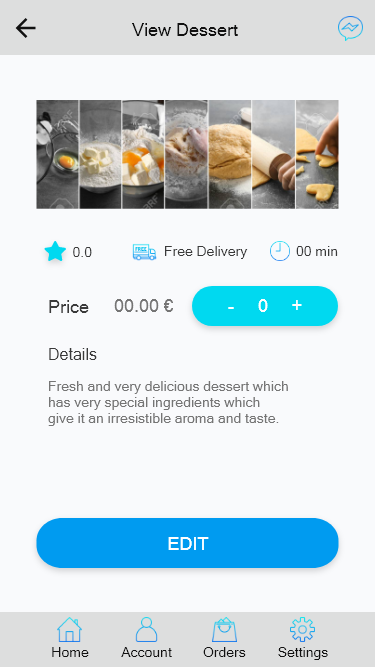 View Dessert
0.0
FREE
Free Delivery
00 min
Price
00.00 €
- 0 +
Details
Fresh and very delicious dessert which
has very special ingredients which
give it an irresistible aroma and taste.
EDIT
Home Account Orders Settings